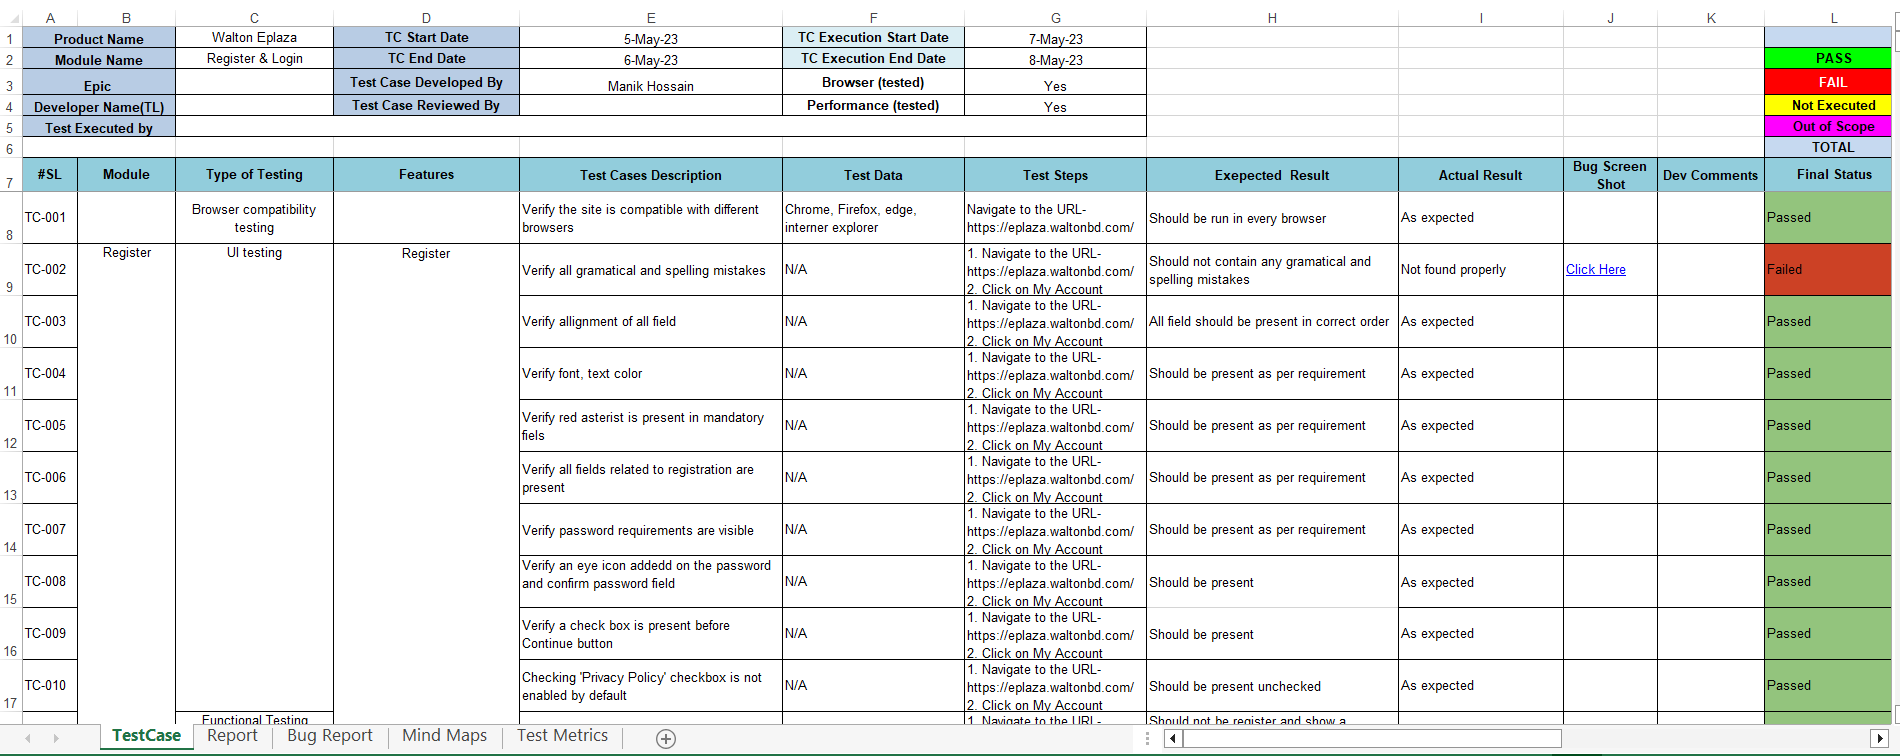 A B C D E F G H I J K L
1 Product Name Walton Eplaza TC Start Date 5-May-23 TC Execution Start Date 7-May-23
2 Module Name Register & Login TC End Date 6-May-23 TC Execution End Date 8-May-23 PASS
3 Epic Test Case Developed By Manik Hossain Browser (tested) Yes FAIL
4 Developer Name(TL) Test Case Reviewed By Performance (tested) Yes Not Executed
5 Test Executed by Out of Scope
6 TOTAL
7 #SL Module Type of Testing Features Test Cases Description Test Data Test Steps Exepected Result Actual Result Bug Screen Dev Comments Final Status
Shot
8 TC-001 Browser compatibility Verify the site is compatible with different Chrome, Firefox, edge, Navigate to the URL- Should be run in every browser As expected Passed
testing browsers internet explorer https://eplaza.waltonbd.com/
9 TC-002 Register UI testing Register Verify all gramatical and spelling mistakes N/A 1. Navigate to the URL- Should not contain any gramatical and Not found properly Click Here Failed
https://eplaza.waltonbd.com/ spelling mistakes
2. Click on My Account
10 TC-003 Verify allignment of all field N/A 1. Navigate to the URL- All field should be present in correct order As expected Passed
https://eplaza.waltonbd.com/
2. Click on My Account
11 TC-004 Verify font, text color N/A 1. Navigate to the URL- Should be present as per requirement As expected Passed
https://eplaza.waltonbd.com/
2. Click on My Account
12 TC-005 Verify red asterist is present in mandatory N/A 1. Navigate to the URL- Should be present as per requirement As expected Passed
fiels https://eplaza.waltonbd.com/
2. Click on My Account
13 TC-006 Verify all fields related to registration are N/A 1. Navigate to the URL- Should be present as per requirement As expected Passed
present https://eplaza.waltonbd.com/
2. Click on My Account
14 TC-007 Verify password requirements are visible N/A 1. Navigate to the URL- Should be present as per requirement As expected Passed
https://eplaza.waltonbd.com/
2. Click on My Account
15 TC-008 Verify an eye icon addedd on the password N/A 1. Navigate to the URL- Should be present As expected Passed
and confirm password field https://eplaza.waltonbd.com/
2. Click on My Account
16 TC-009 Verify a check box is present before N/A 1. Navigate to the URL- Should be present As expected Passed
Continue button https://eplaza.waltonbd.com/
2. Click on My Account
17 TC-010 Checking 'Privacy Policy' checkbox is not N/A 1. Navigate to the URL- Should be present unchecked As expected Passed
enabled by default https://eplaza.waltonbd.com/
2. Click on My Account
Functional Testing 1. Navigate to the URL- Should not be register and show a
TestCase Report Bug Report Mind Maps Test Metrics